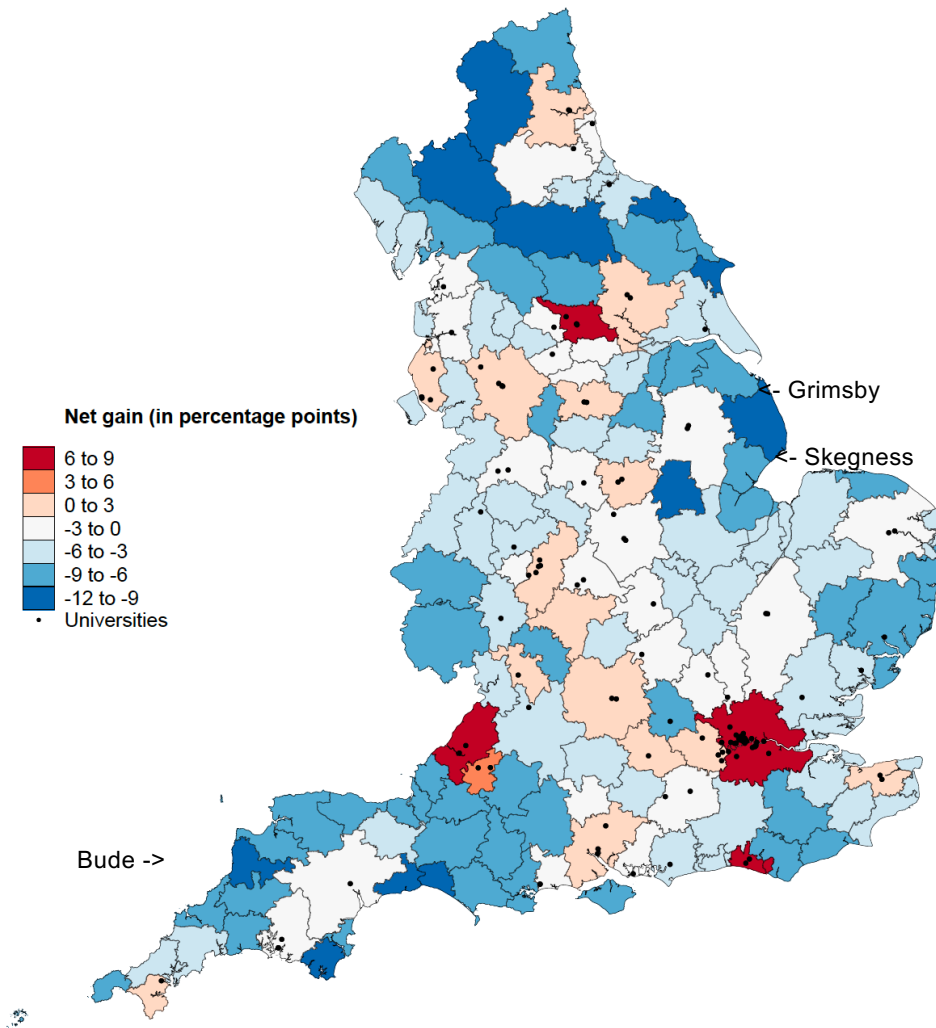 <- Grimsby
Net gain (in percentage points)
<- Skegness
6 to 9
3 to 6
0 to 3
-3 to 0
-6 to -3
-9 to -6
-12 to -9
Universities
Bude ->